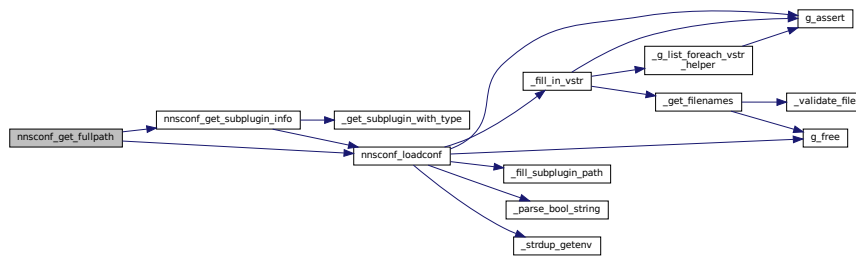 nnsconf_get_fullpath
nnsconf_get_subplugin_info
_get_subplugin_with_type
nnsconf_loadconf
_fill_in_vstr
_g_list_foreach_vstr
_helper
g_assert
_get_filenames
_validate_file
g_free
_fill_subplugin_path
_parse_bool_string
_strdup_getenv